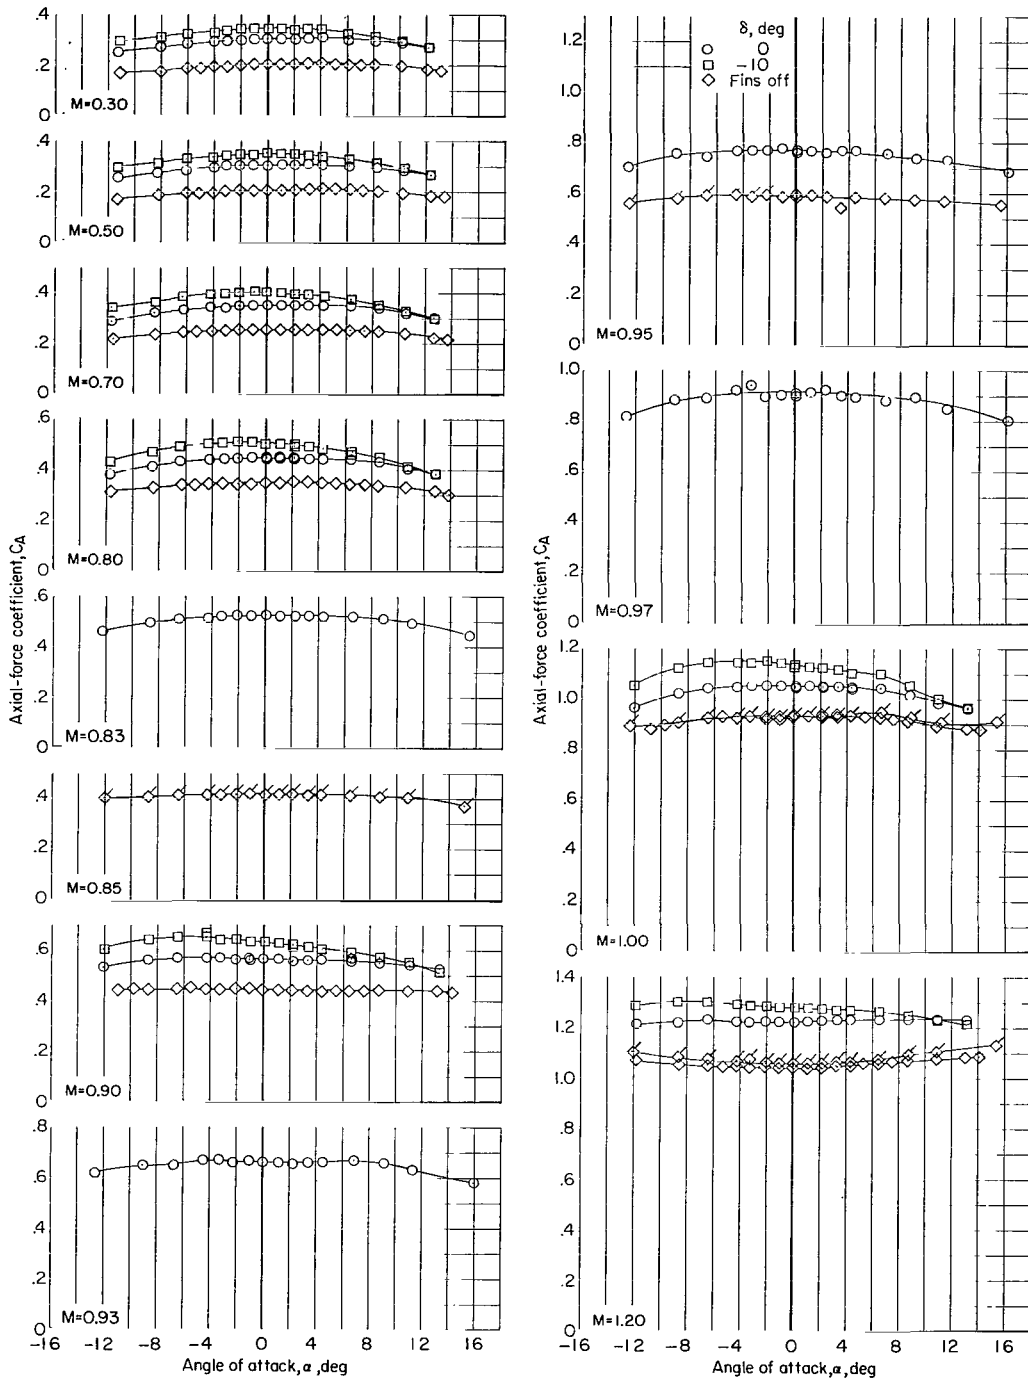 .4
.2
0
M=0.30
.4
.2
0
M=0.50
.4
.2
0
M=0.70
.6
.4
.2
0
M=0.80
.6
.4
.2
0
M=0.83
.4
.2
0
M=0.85
.6
.4
.2
0
M=0.90
.8
.6
.4
.2
0
M=0.93
-16 -12 -8 -4 0 4 8 12 16
Angle of attack, α, deg
Axial-force coefficient, CA
δ, deg
0
-10
Fins off
1.2
1.0
.8
.6
.4
.2
0
M=0.95
1.0
.8
.6
.4
.2
0
M=0.97
1.2
1.0
.8
.6
.4
.2
0
M=1.00
1.4
1.2
1.0
.8
.6
.4
.2
0
M=1.20
-16 -12 -8 -4 0 4 8 12 16
Angle of attack, α, deg
Axial-force coefficient, CA